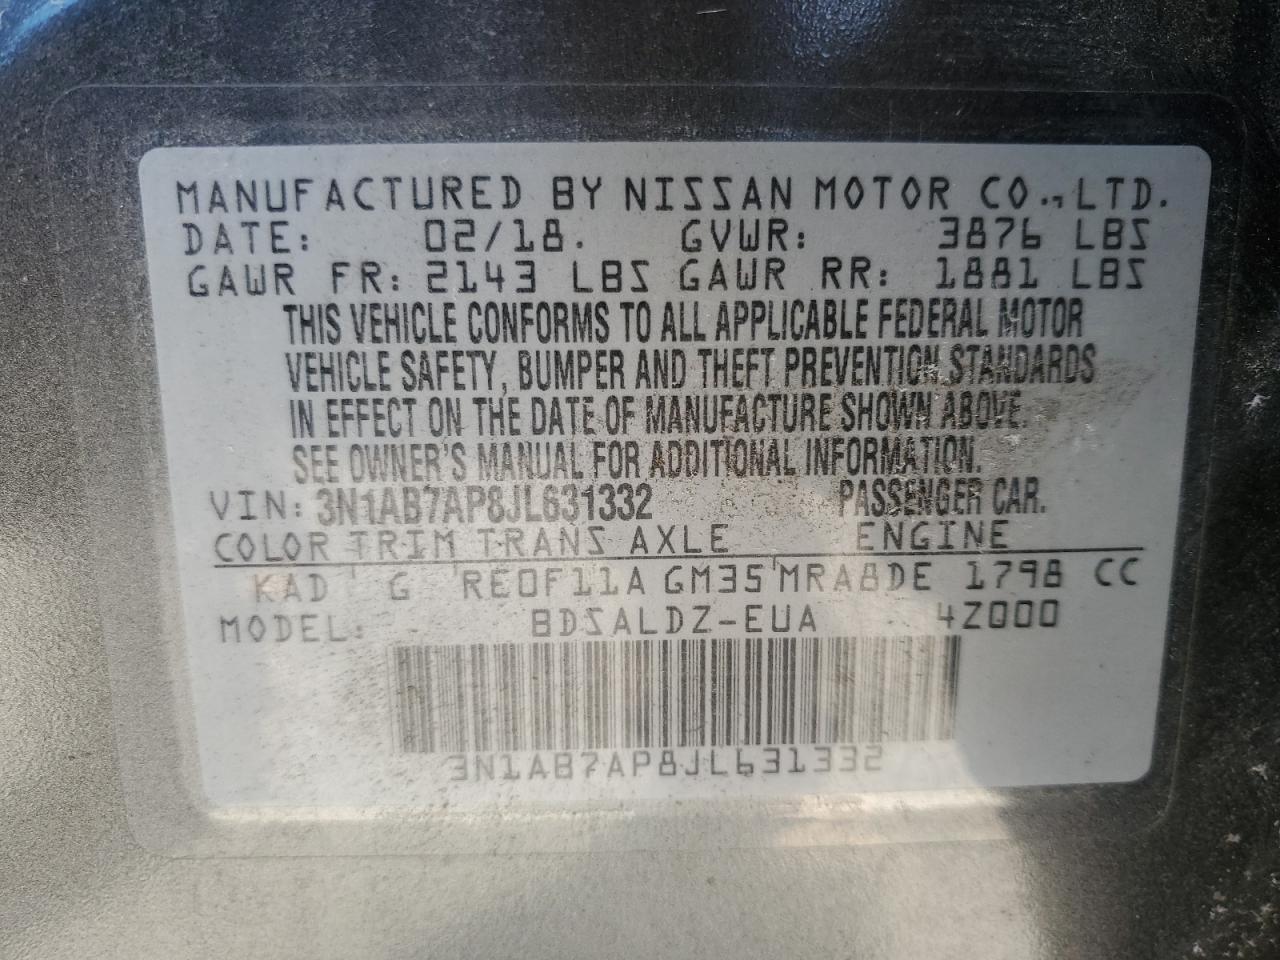 MANUFACTURED BY NISSAN MOTOR CO., LTD.
DATE: 02/18. GVWR: 3876 LBS
GAWR FR: 2143 LBS GAWR RR: 1881 LBS
THIS VEHICLE CONFORMS TO ALL APPLICABLE FEDERAL MOTOR
VEHICLE SAFETY, BUMPER AND THEFT PREVENTION STANDARDS
IN EFFECT ON THE DATE OF MANUFACTURE SHOWN ABOVE.
SEE OWNER'S MANUAL FOR ADDITIONAL INFORMATION.
VIN: 3N1AB7AP8JL631332 PASSENGER CAR.
COLOR TRIM TRANS AXLE ENGINE
KAD G RE0F11A GM35 MRA8DE 1798 CC
MODEL: BDSALDZ-EUA 4Z000
3N1AB7AP8JL631332